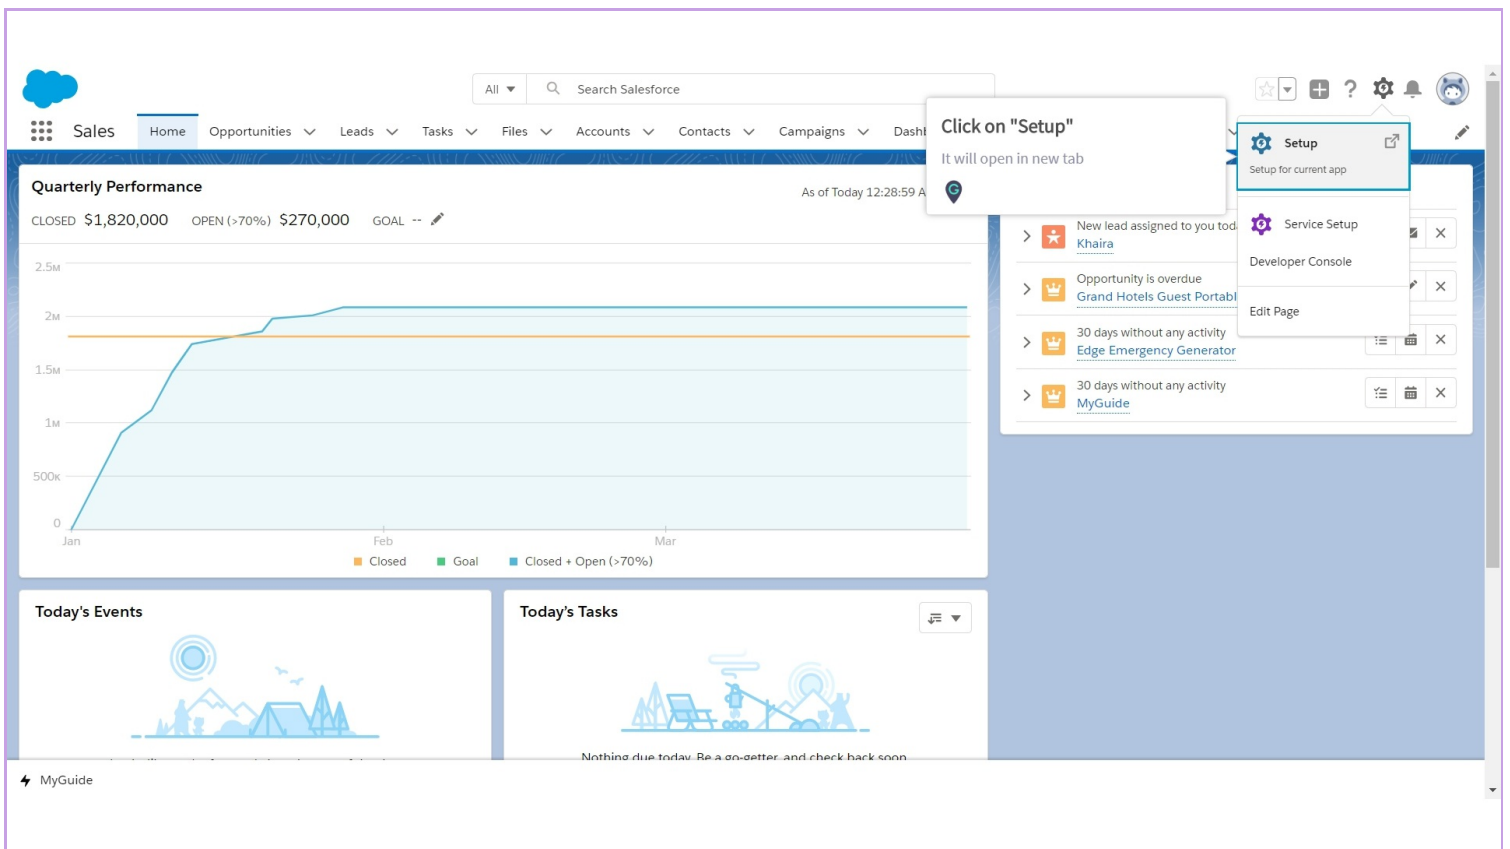 All
Search Salesforce
Sales
Home
Opportunities
Leads
Tasks
Files
Accounts
Contacts
Campaigns
Click on "Setup"
It will open in new tab
G
Setup
Setup for current app
Service Setup
Developer Console
Edit Page
Quarterly Performance
As of Today 12:28:59 A
CLOSED $1,820,000 OPEN (>70%) $270,000 GOAL --
2.5M
2M
1.5M
1M
500K
0
Jan Feb Mar
Closed Goal Closed + Open (>70%)
New lead assigned to you
Khaira
Opportunity is overdue
Grand Hotels Guest
30 days without any activity
Edge Emergency Generator
30 days without any activity
MyGuide
Today's Events
Today's Tasks
Nothing due today. Be a go-getter, and check back soon
MyGuide